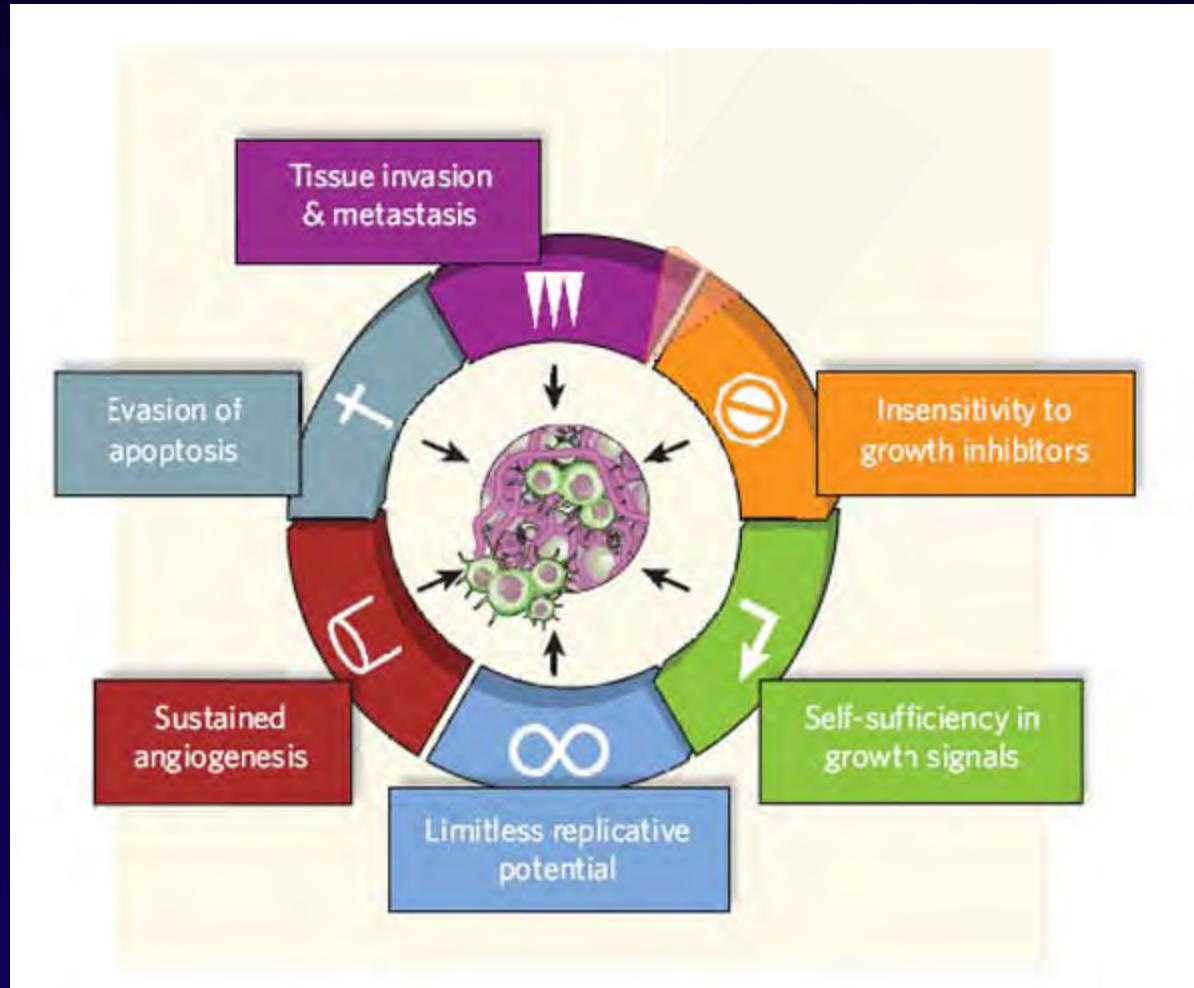 Tissue invasion
& metastasis
Evasion of
apoptosis
Insensitivity to
growth inhibitors
Sustained
angiogenesis
Self-sufficiency in
growth signals
Limitless replicative
potential